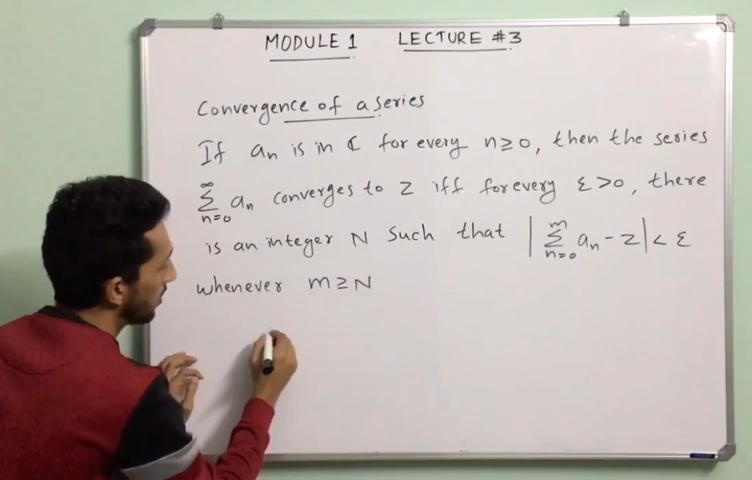 MODULE 1 LECTURE #3
Convergence of a series
If aₙ is in ℂ for every n≥0, then the series
∑_{n=0}^{∞} aₙ converges to z iff for every ε>0, there
is an integer N such that |∑_{n=0}^{m} aₙ - z| < ε
whenever m≥N